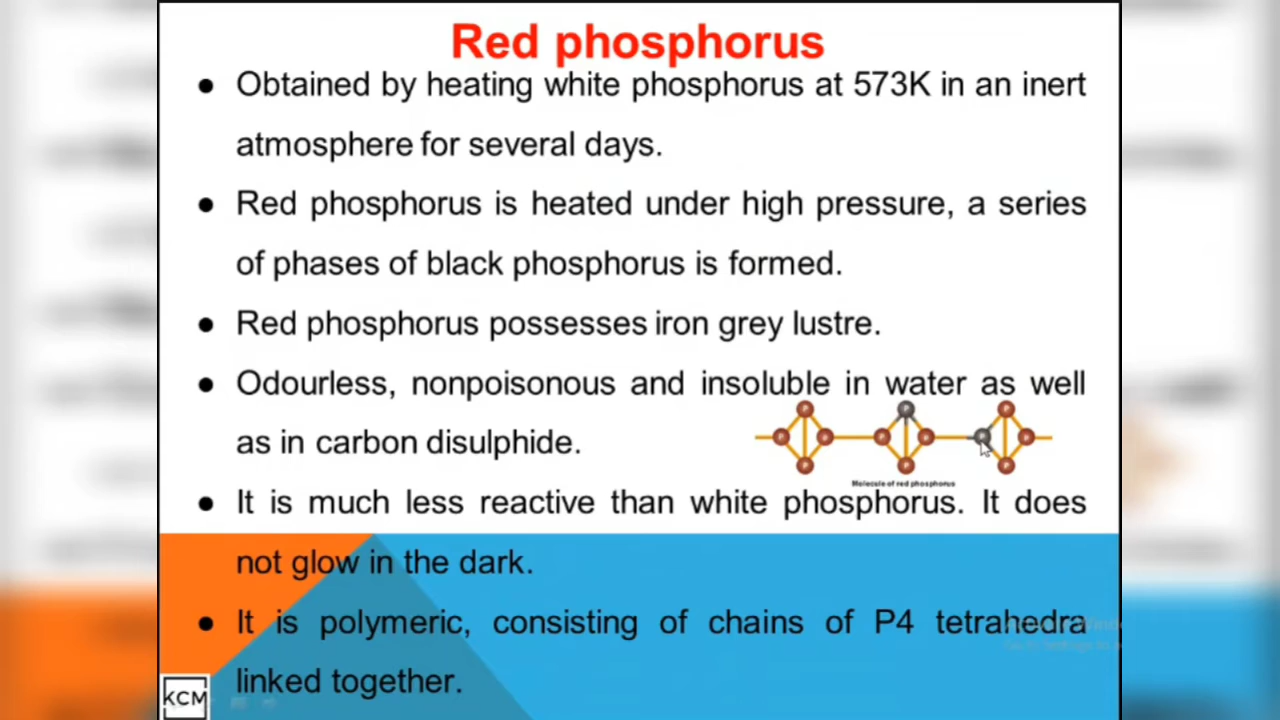 Red phosphorus
● Obtained by heating white phosphorus at 573K in an inert
atmosphere for several days.
● Red phosphorus is heated under high pressure, a series
of phases of black phosphorus is formed.
● Red phosphorus possesses iron grey lustre.
● Odourless, nonpoisonous and insoluble in water as well
as in carbon disulphide.
P P P P P P P P P P P P
Molecule of red phosphorus
● It is much less reactive than white phosphorus. It does
not glow in the dark.
● It is polymeric, consisting of chains of P4 tetrahedra
linked together.
KCM